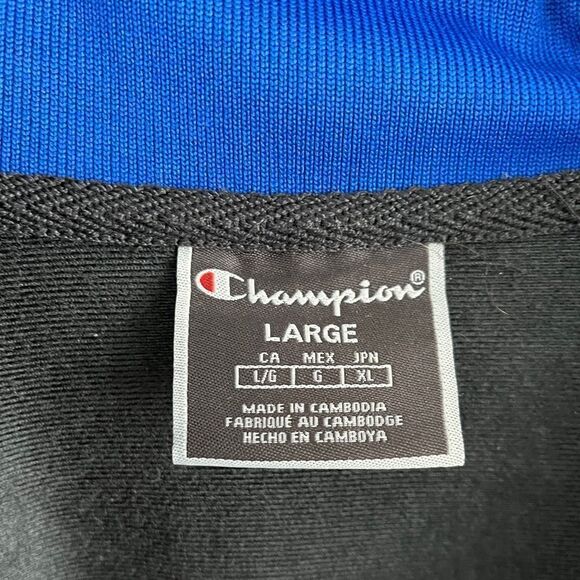 Champion®
LARGE
CA MEX JPN
L/G G XL
MADE IN CAMBODIA
FABRIQUÉ AU CAMBODGE
HECHO EN CAMBOYA